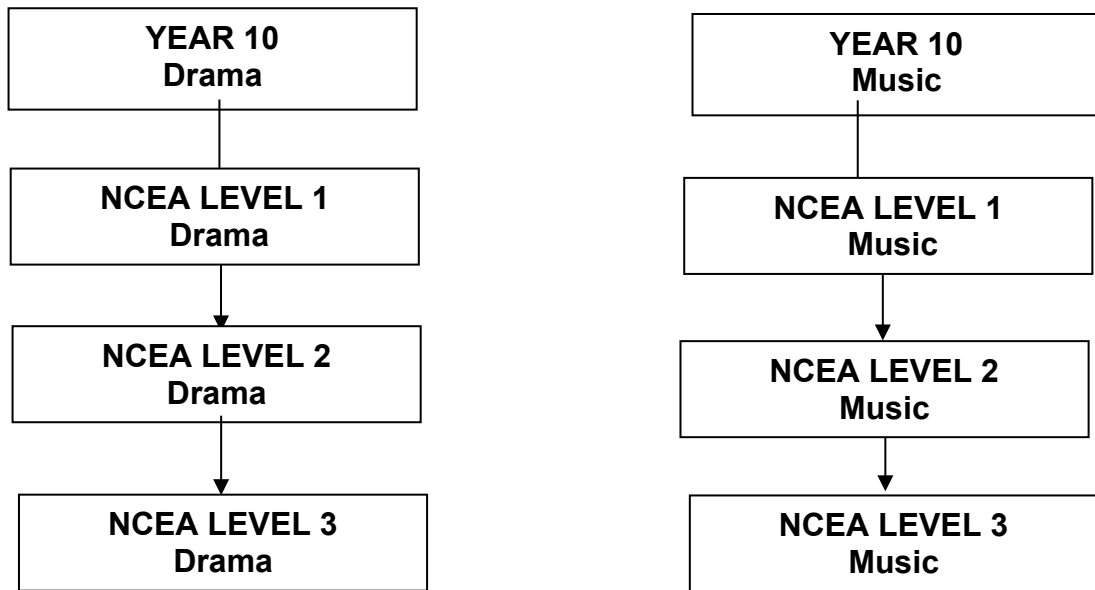 YEAR 10
Drama
NCEA LEVEL 1
Drama
NCEA LEVEL 2
Drama
NCEA LEVEL 3
Drama
YEAR 10
Music
NCEA LEVEL 1
Music
NCEA LEVEL 2
Music
NCEA LEVEL 3
Music